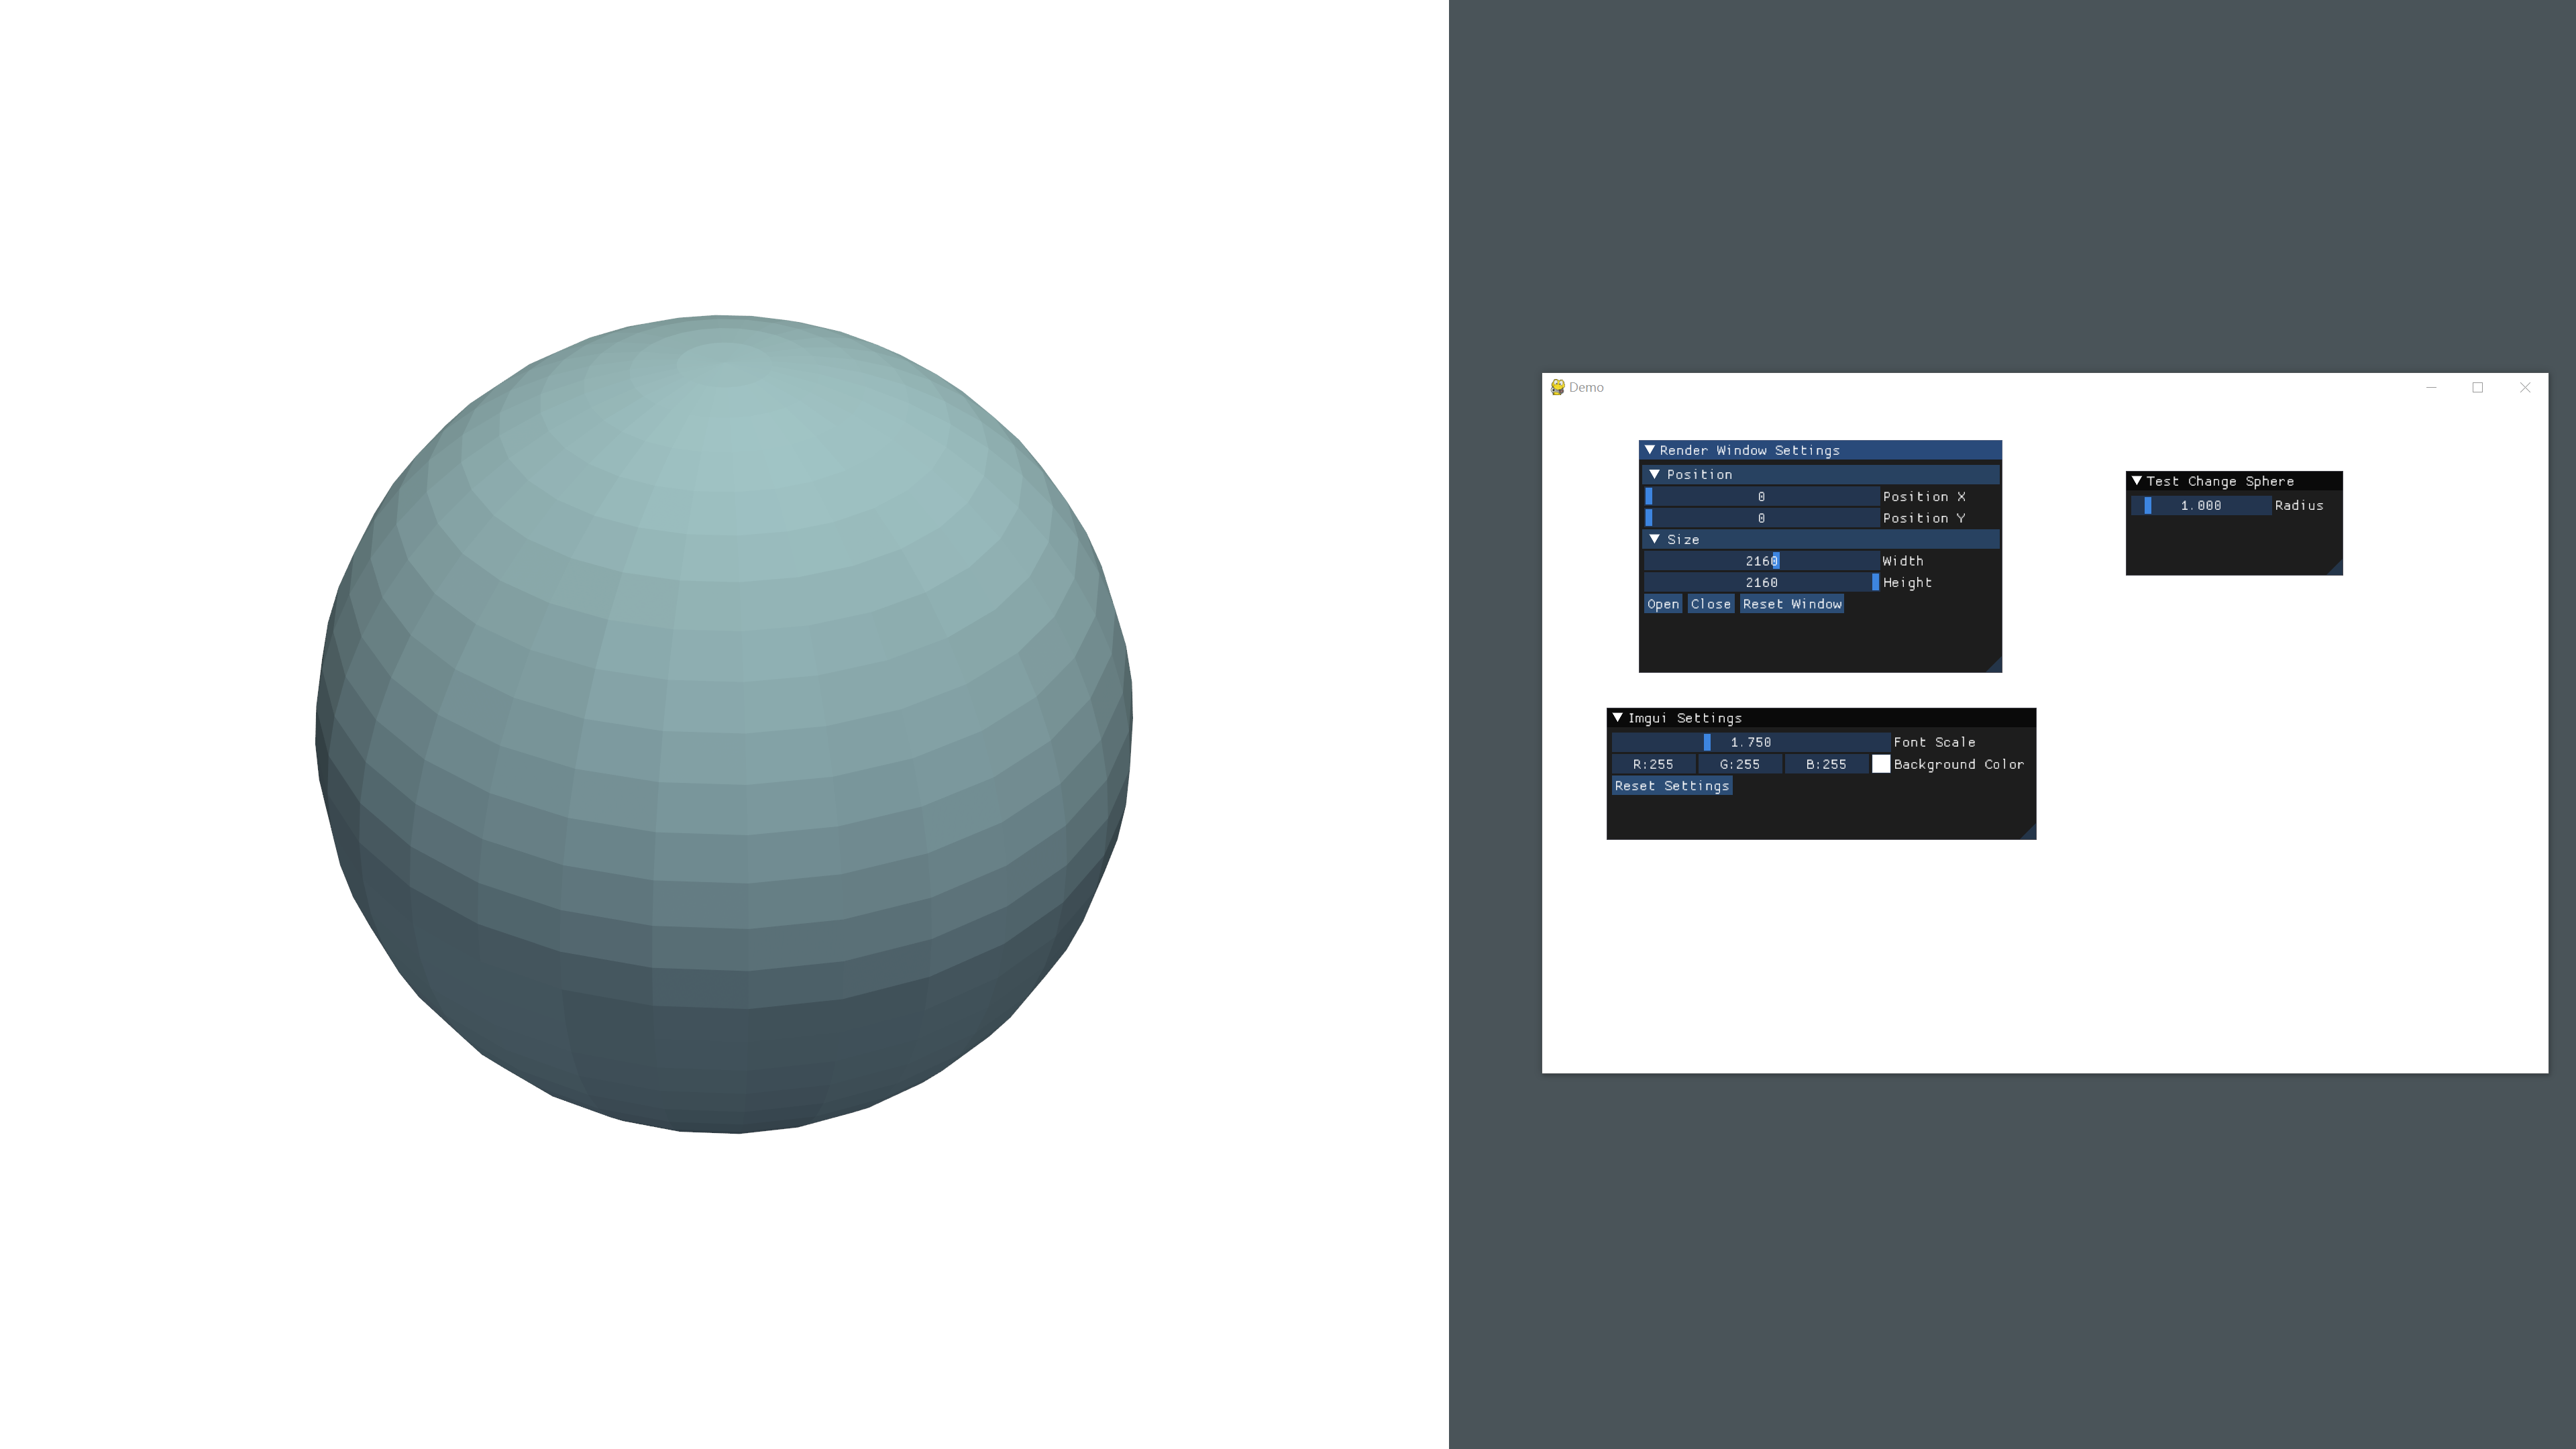 Demo
Render Window Settings
Position
0 Position X
0 Position Y
Size
2160 Width
2160 Height
Open Close Reset Window
Test Change Sphere
1.000 Radius
Imgui Settings
1.750 Font Scale
R:255 G:255 B:255 Background Color
Reset Settings